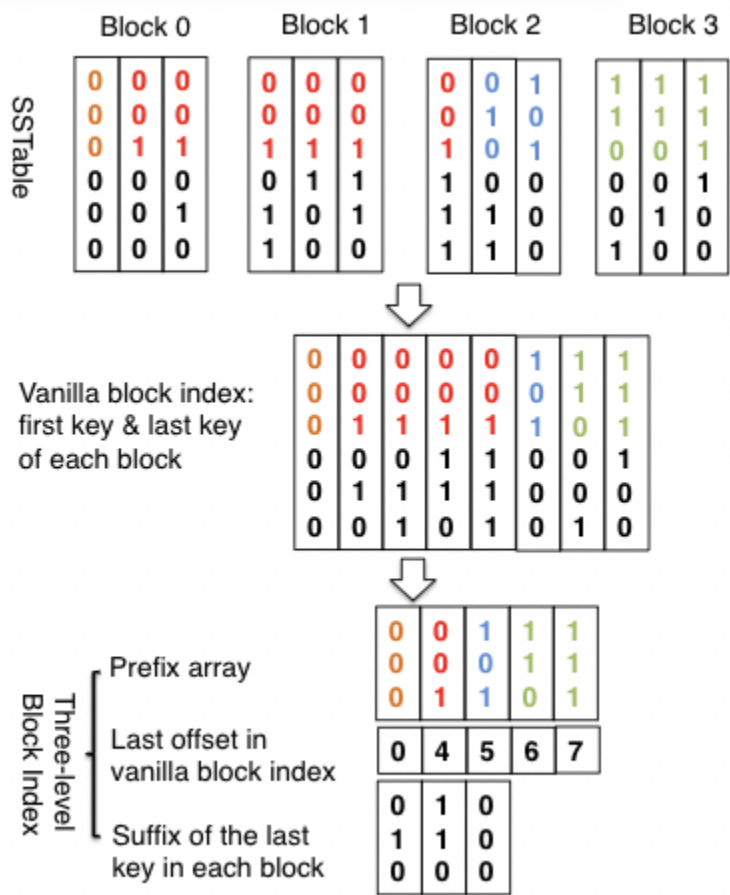 Block 0 Block 1 Block 2 Block 3
SSTable
0 0 0 0 0 0 0 0 1 1 1 1
0 0 0 0 0 0 0 1 0 1 1 1
0 1 1 1 1 1 1 0 1 0 0 1
0 0 0 0 1 1 1 0 0 0 0 1
0 0 1 1 0 1 1 1 0 0 1 0
0 0 0 1 0 0 1 1 0 1 0 0
Vanilla block index:
first key & last key
of each block
0 0 0 0 0 1 1 1
0 0 0 0 0 0 1 1
0 1 1 1 1 1 0 1
0 0 0 1 1 0 0 1
0 1 1 1 1 0 0 0
0 0 1 0 1 0 1 0
Three-level
Block Index
Prefix array
0 0 1 1 1
0 0 0 1 1
0 1 1 0 1
Last offset in
vanilla block index
0 4 5 6 7
Suffix of the last
key in each block
0 1 0
1 1 0
0 0 0